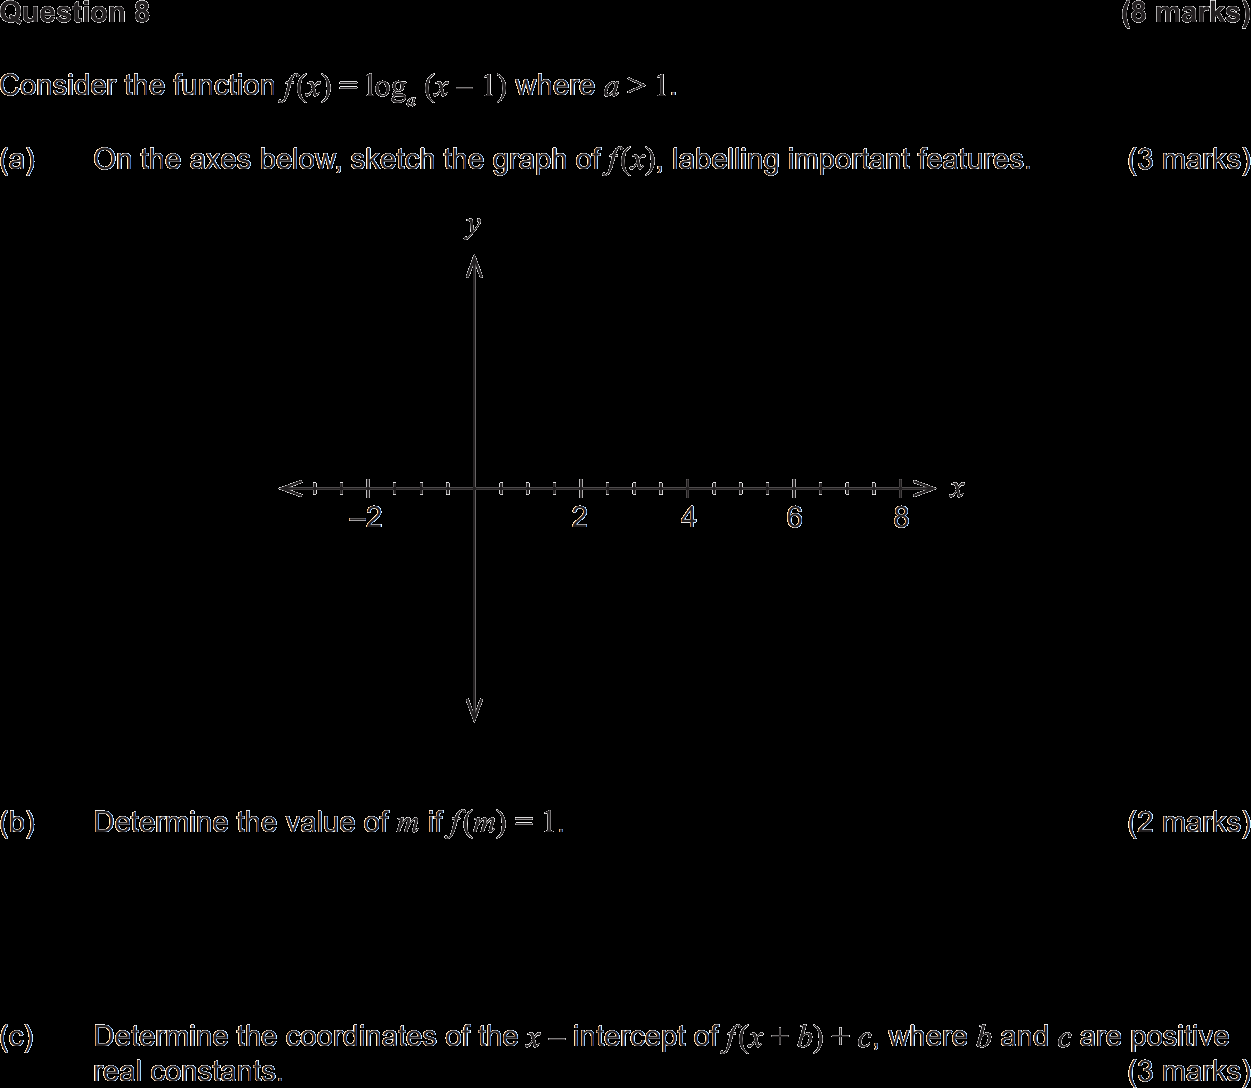 Question 8 (8 marks)
Consider the function f(x) = logₐ (x – 1) where a > 1.
(a) On the axes below, sketch the graph of f(x), labelling important features. (3 marks)
y
x
–2 2 4 6 8
(b) Determine the value of m if f(m) = 1. (2 marks)
(c) Determine the coordinates of the x – intercept of f(x + b) + c, where b and c are positive
real constants. (3 marks)